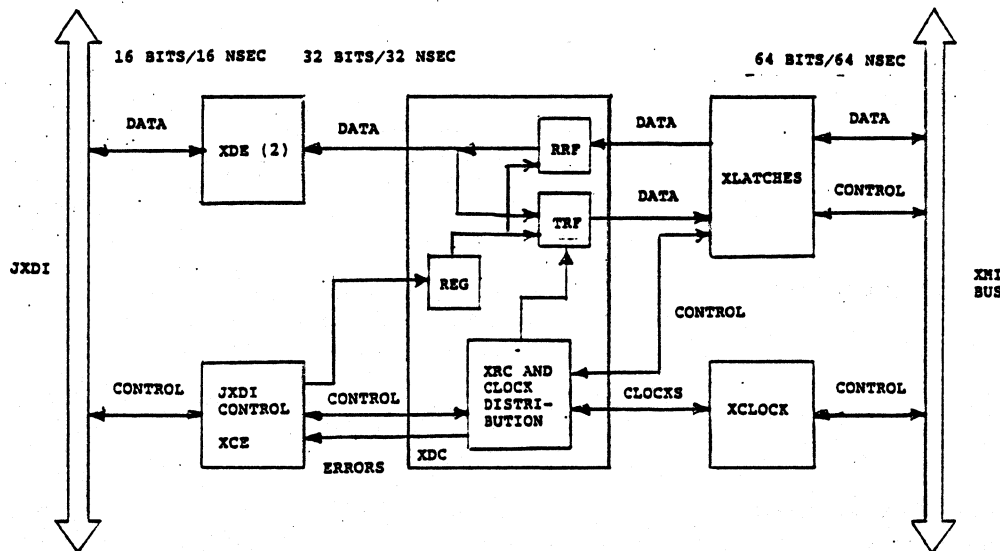 16 BITS/16 NSEC
32 BITS/32 NSEC
64 BITS/64 NSEC
DATA
XDE (2)
DATA
RRF
DATA
XLATCHES
DATA
CONTROL
TRF
DATA
JXDI
REG
XMI
BUS
CONTROL
CONTROL
JXDI
CONTROL
XCE
CONTROL
ERRORS
XRC AND
CLOCK
DISTRI-
BUTION
XDC
CLOCKS
XCLOCK
CONTROL